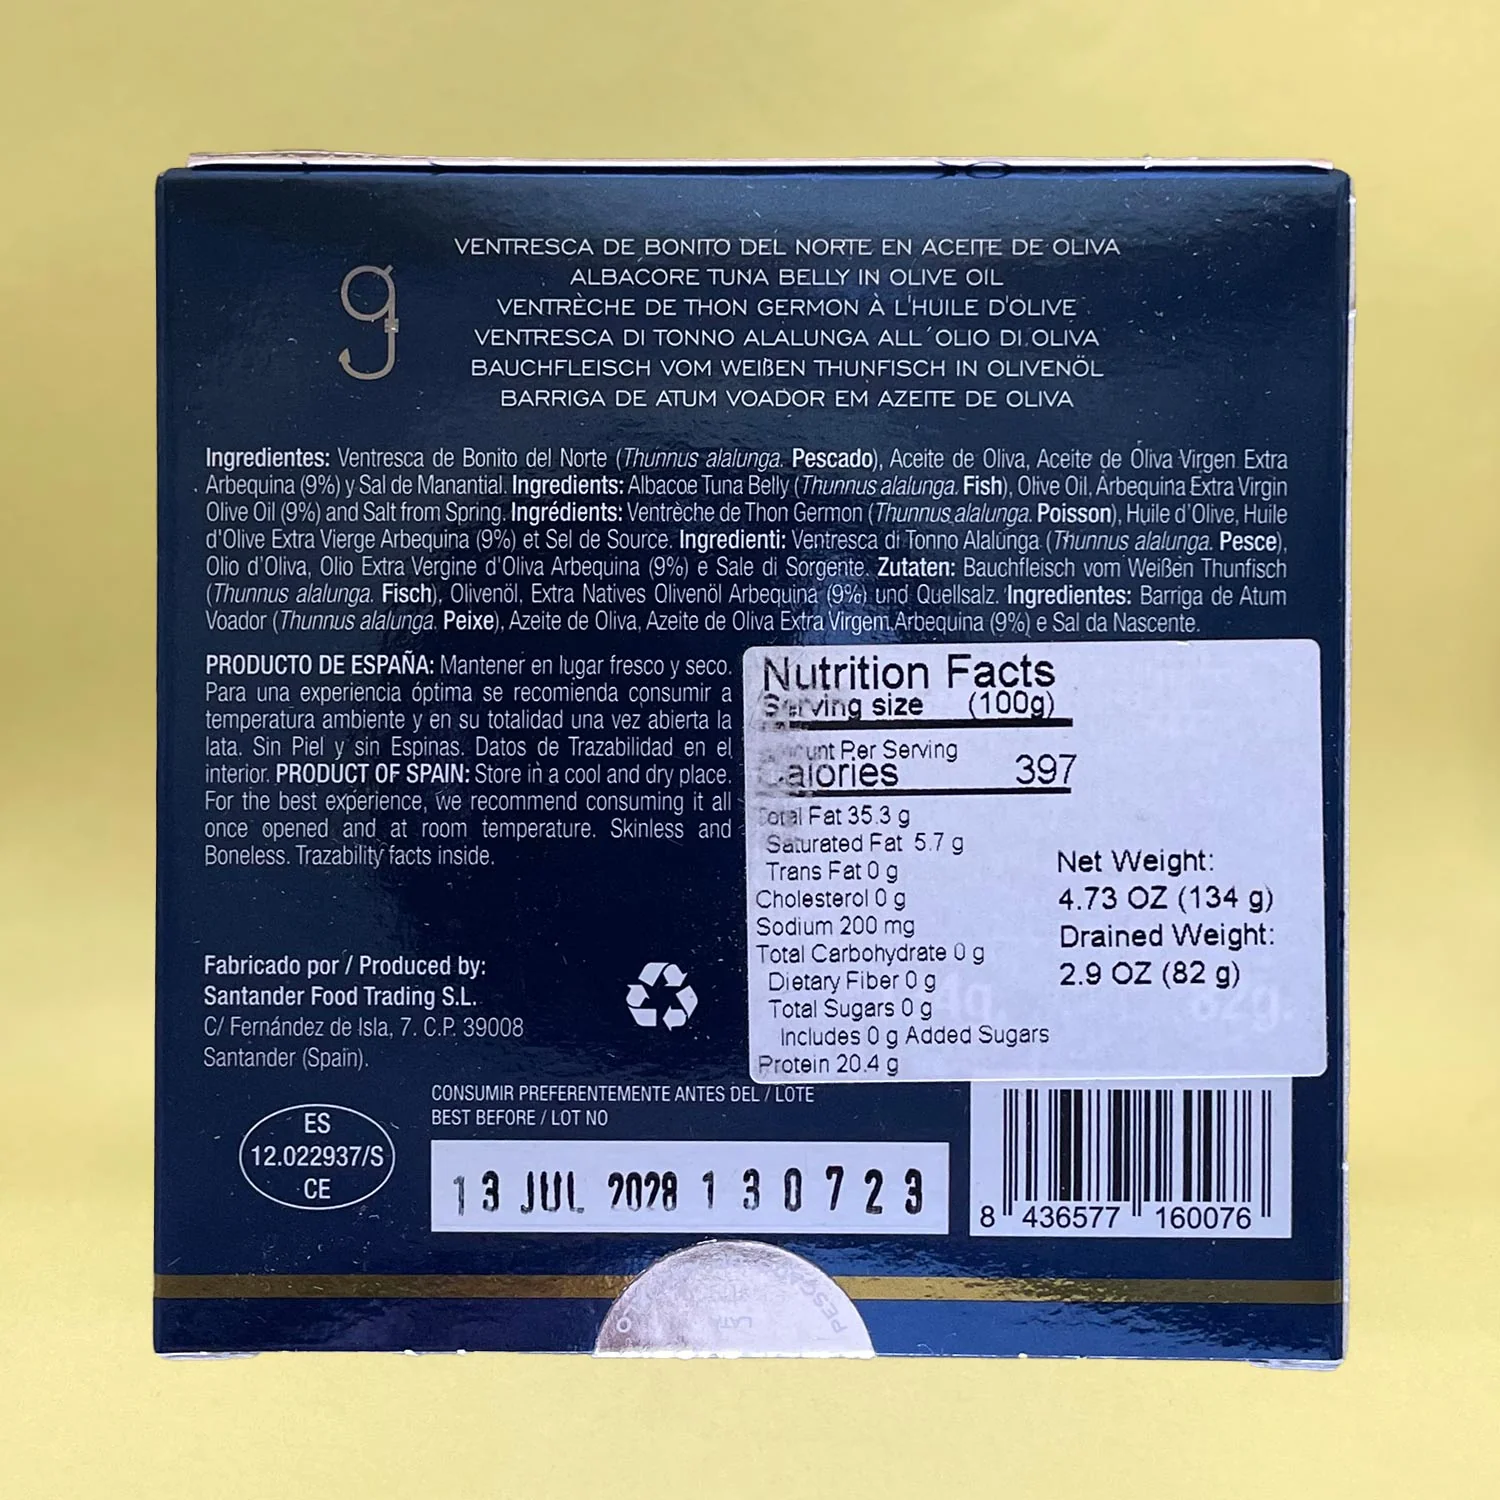 g
VENTRESCA DE BONITO DEL NORTE EN ACEITE DE OLIVA
ALBACORE TUNA BELLY IN OLIVE OIL
VENTRÈCHE DE THON GERMON À L'HUILE D'OLIVE
VENTRESCA DI TONNO ALALUNGA ALL´OLIO DI OLIVA
BAUCHFLEISCH VOM WEIßEN THUNFISCH IN OLIVENÖL
BARRIGA DE ATUM VOADOR EM AZEITE DE OLIVA
Ingredientes: Ventresca de Bonito del Norte (Thunnus alalunga. Pescado), Aceite de Oliva, Aceite de Oliva Virgen Extra
Arbequina (9%) y Sal de Manantial. Ingredients: Albacoe Tuna Belly (Thunnus alalunga. Fish), Olive Oil, Arbequina Extra Virgin
Olive Oil (9%) and Salt from Spring. Ingrédients: Ventrèche de Thon Germon (Thunnus alalunga. Poisson), Huile d'Olive, Huile
d'Olive Extra Vierge Arbequina (9%) et Sel de Source. Ingredienti: Ventresca di Tonno Alalunga (Thunnus alalunga. Pesce),
Olio d'Oliva, Olio Extra Vergine d'Oliva Arbequina (9%) e Sale di Sorgente. Zutaten: Bauchfleisch vom Weißen Thunfisch
(Thunnus alalunga. Fisch), Olivenöl, Extra Natives Olivenöl Arbequina (9%) und Quellsalz. Ingredientes: Barriga de Atum
Voador (Thunnus alalunga. Peixe), Azeite de Oliva, Azeite de Oliva Extra Virgem Arbequina (9%) e Sal da Nascente.
PRODUCTO DE ESPAÑA: Mantener en lugar fresco y seco.
Para una experiencia óptima se recomienda consumir a
temperatura ambiente y en su totalidad una vez abierta la
lata. Sin Piel y sin Espinas. Datos de Trazabilidad en el
interior. PRODUCT OF SPAIN: Store in a cool and dry place.
For the best experience, we recommend consuming it all
once opened and at room temperature. Skinless and
Boneless. Trazability facts inside.
Nutrition Facts
Serving size (100g)
Amount Per Serving
Calories 397
Total Fat 35.3 g
Saturated Fat 5.7 g
Trans Fat 0 g
Cholesterol 0 g
Sodium 200 mg
Total Carbohydrate 0 g
Dietary Fiber 0 g
Total Sugars 0 g
Includes 0 g Added Sugars
Protein 20.4 g
Net Weight:
4.73 OZ (134 g)
Drained Weight:
2.9 OZ (82 g)
82g.
Fabricado por / Produced by:
Santander Food Trading S.L.
C/ Fernández de Isla, 7. C.P. 39008
Santander (Spain).
ES
12.022937/S
CE
CONSUMIR PREFERENTEMENTE ANTES DEL / LOTE
BEST BEFORE / LOT NO
13 JUL 2028 130723
8 436577 160076
LATA